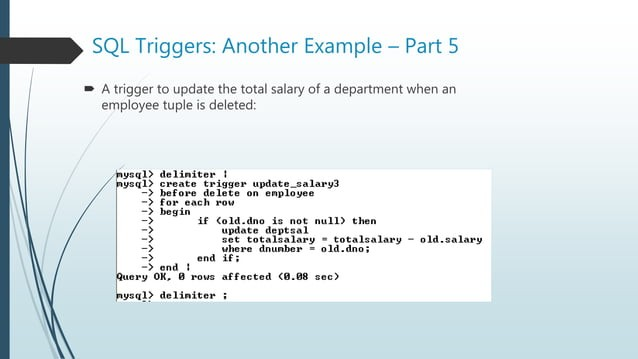 SQL Triggers: Another Example – Part 5
A trigger to update the total salary of a department when an
employee tuple is deleted:
mysql> delimiter |
mysql> create trigger update_salary3
-> before delete on employee
-> for each row
-> begin
-> if (old.dno is not null) then
-> update deptsal
-> set totalsalary = totalsalary - old.salary
-> where dnumber = old.dno;
-> end if;
-> end |
Query OK, 0 rows affected (0.08 sec)
mysql> delimiter ;